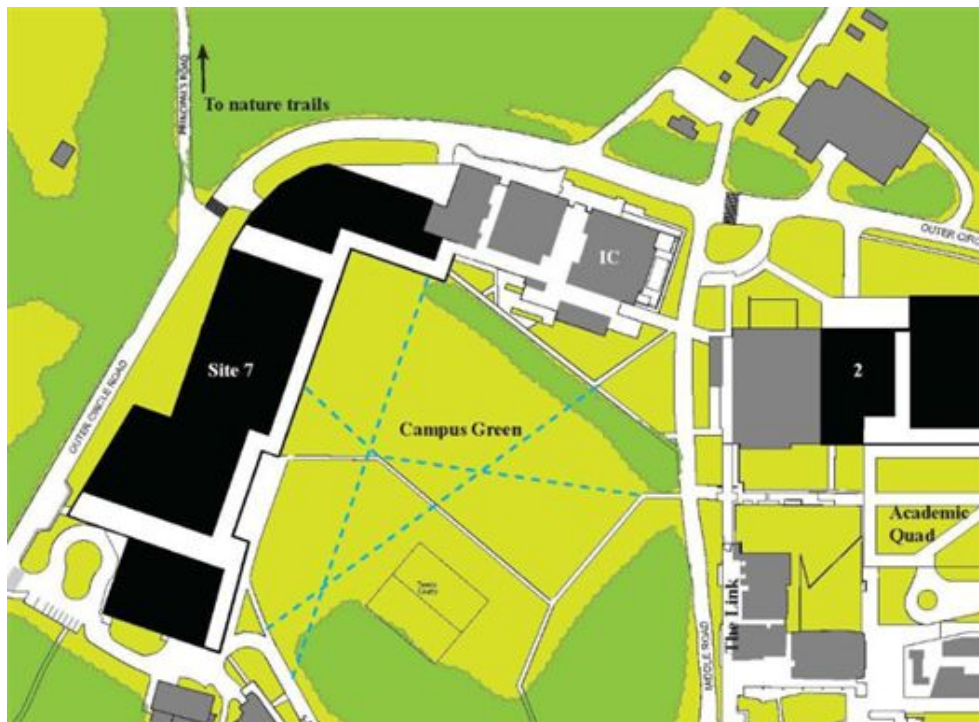 PRINCIPAL'S ROAD
To nature trails
IC
OUTER CIRC
Site 7
2
OUTER CIRCLE ROAD
Campus Green
Academic
Quad
The Link
MIDDLE ROAD